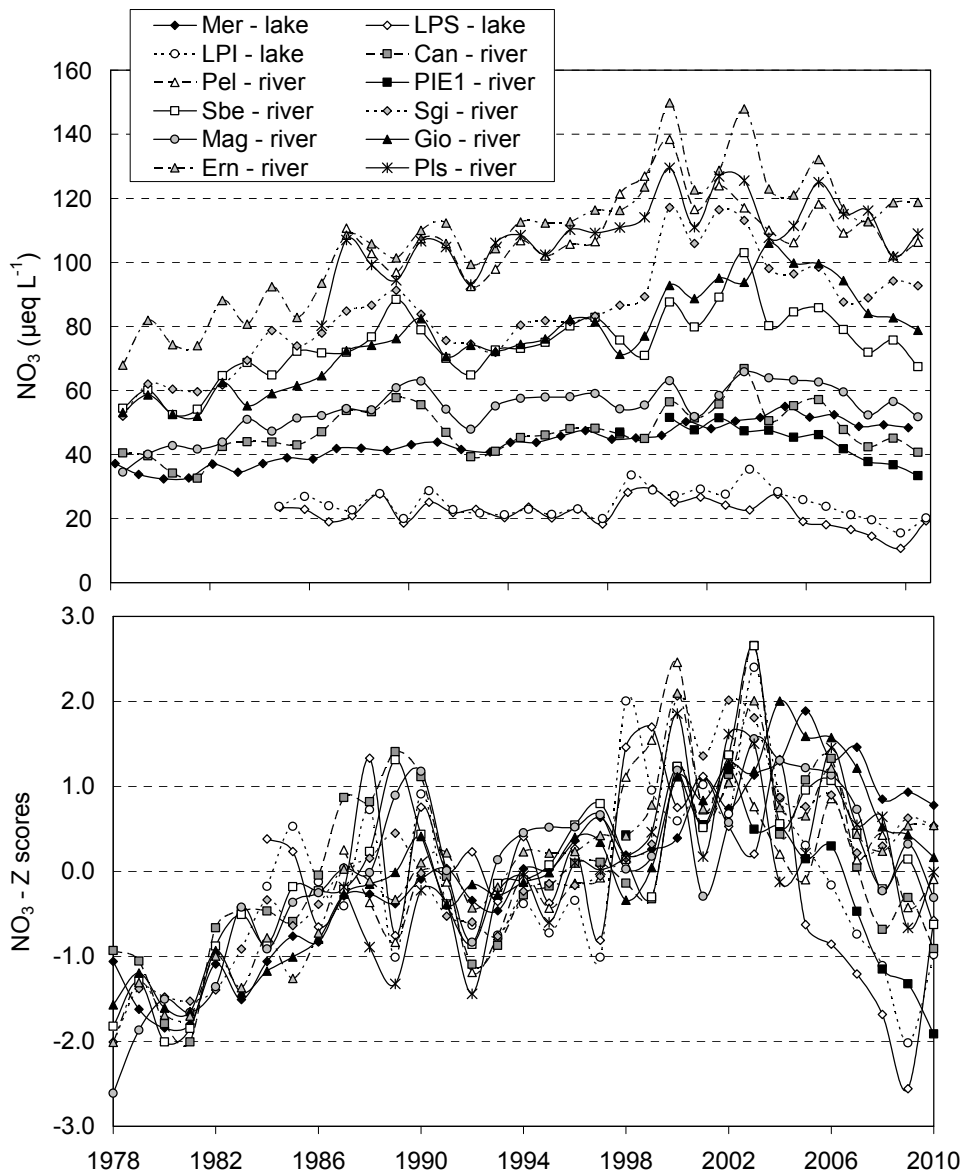 Mer - lake LPS - lake
LPI - lake Can - river
Pel - river PIE1 - river
Sbe - river Sgi - river
Mag - river Gio - river
Ern - river Pls - river
160
140
120
100
80
60
40
20
0
NO3 (µeq L⁻¹)
3.0
2.0
1.0
0.0
-1.0
-2.0
-3.0
NO3 - Z scores
1978 1982 1986 1990 1994 1998 2002 2006 2010